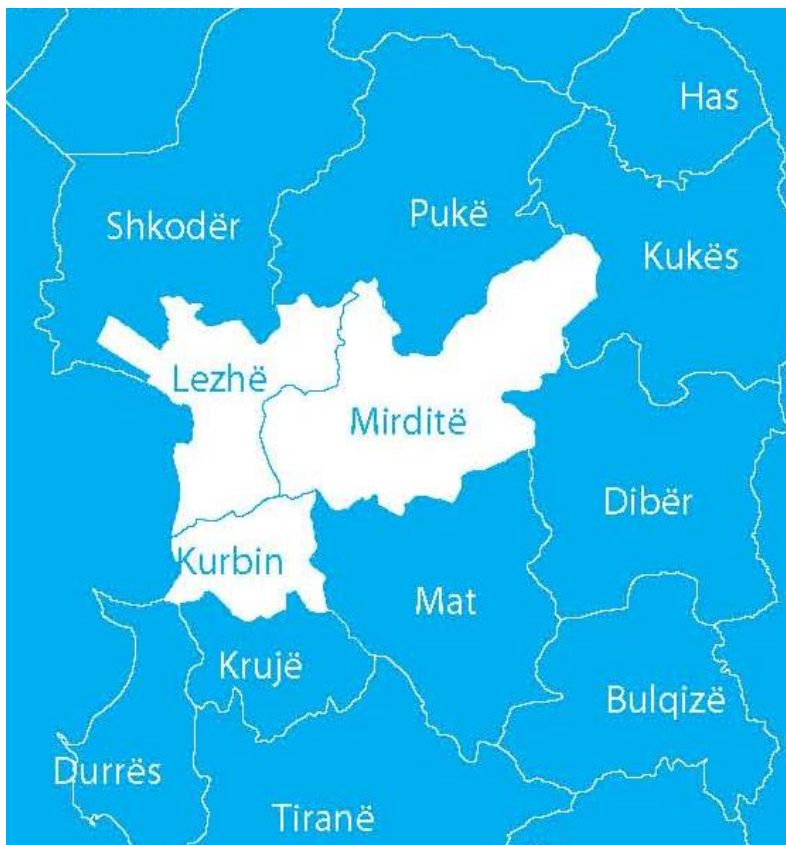 Has
Pukë
Shkodër
Kukës
Lezhë
Mirditë
Dibër
Kurbin
Mat
Krujë
Bulqizë
Durrës
Tiranë